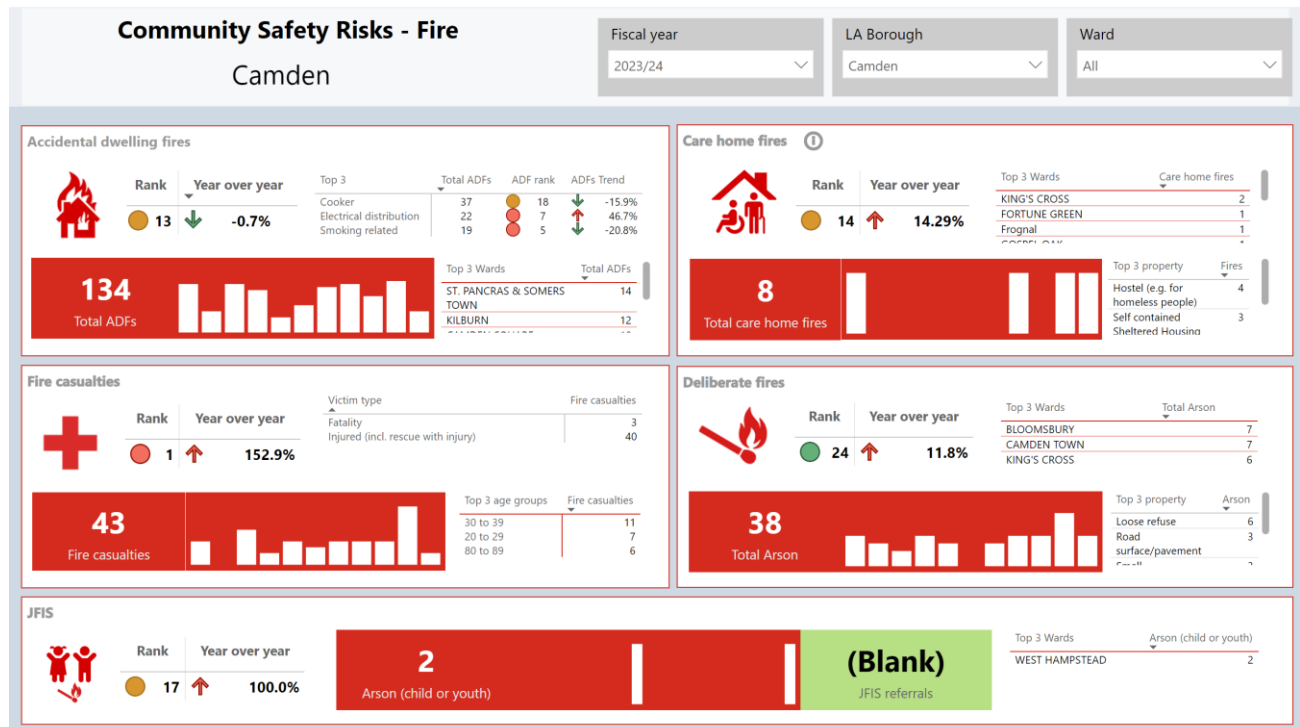 Community Safety Risks - Fire
Camden
Fiscal year
2023/24
LA Borough
Camden
Ward
All
Accidental dwelling fires
Rank Year over year
13 -0.7%
Top 3 Total ADFs ADF rank ADFs Trend
Cooker 37 18 -15.9%
Electrical distribution 22 7 46.7%
Smoking related 19 5 -20.8%
134
Total ADFs
Top 3 Wards Total ADFs
ST. PANCRAS & SOMERS 14
TOWN
KILBURN 12
Care home fires
Rank Year over year
14 14.29%
Top 3 Wards Care home fires
KING'S CROSS 2
FORTUNE GREEN 1
Frognal 1
GOSPEL OAK
8
Total care home fires
Top 3 property Fires
Hostel (e.g. for 4
homeless people)
Self contained 3
Sheltered Housing
Fire casualties
Rank Year over year
1 152.9%
Victim type Fire casualties
Fatality 3
Injured (incl. rescue with injury) 40
43
Fire casualties
Top 3 age groups Fire casualties
30 to 39 11
20 to 29 7
80 to 89 6
Deliberate fires
Rank Year over year
24 11.8%
Top 3 Wards Total Arson
BLOOMSBURY 7
CAMDEN TOWN 7
KING'S CROSS 6
38
Total Arson
Top 3 property Arson
Loose refuse 6
Road 3
surface/pavement
JFIS
Rank Year over year
17 100.0%
2
Arson (child or youth)
(Blank)
JFIS referrals
Top 3 Wards Arson (child or youth)
WEST HAMPSTEAD 2